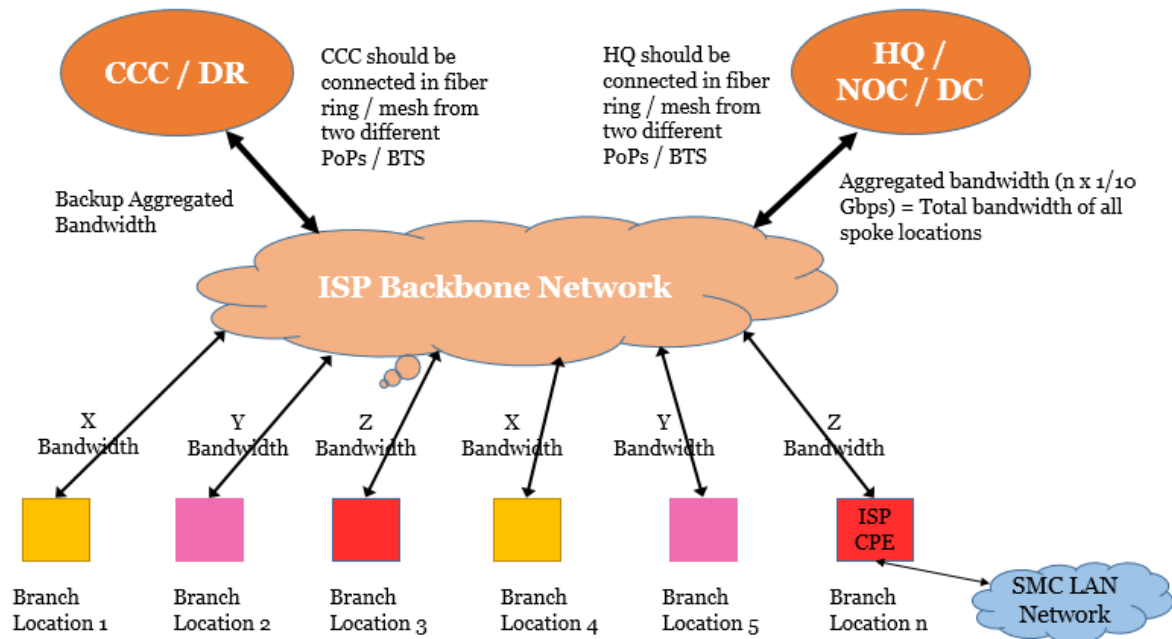 CCC / DR
CCC should be
connected in fiber
ring / mesh from
two different
PoPs / BTS
HQ should be
connected in fiber
ring / mesh from
two different
PoPs / BTS
HQ /
NOC / DC
Backup Aggregated
Bandwidth
Aggregated bandwidth (n x 1/10
Gbps) = Total bandwidth of all
spoke locations
ISP Backbone Network
X
Bandwidth
Y
Bandwidth
Z
Bandwidth
X
Bandwidth
Y
Bandwidth
Z
Bandwidth
ISP
CPE
Branch
Location 1
Branch
Location 2
Branch
Location 3
Branch
Location 4
Branch
Location 5
Branch
Location n
SMC LAN
Network